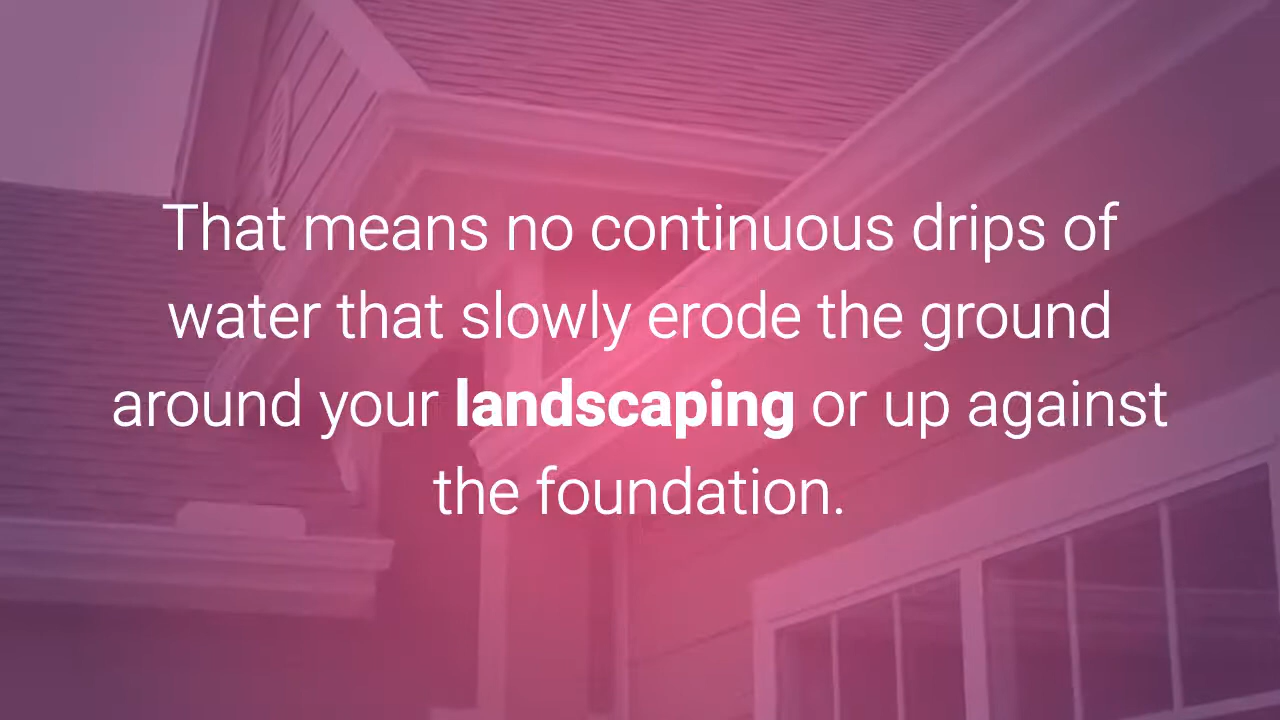 That means no continuous drips of
water that slowly erode the ground
around your landscaping or up against
the foundation.